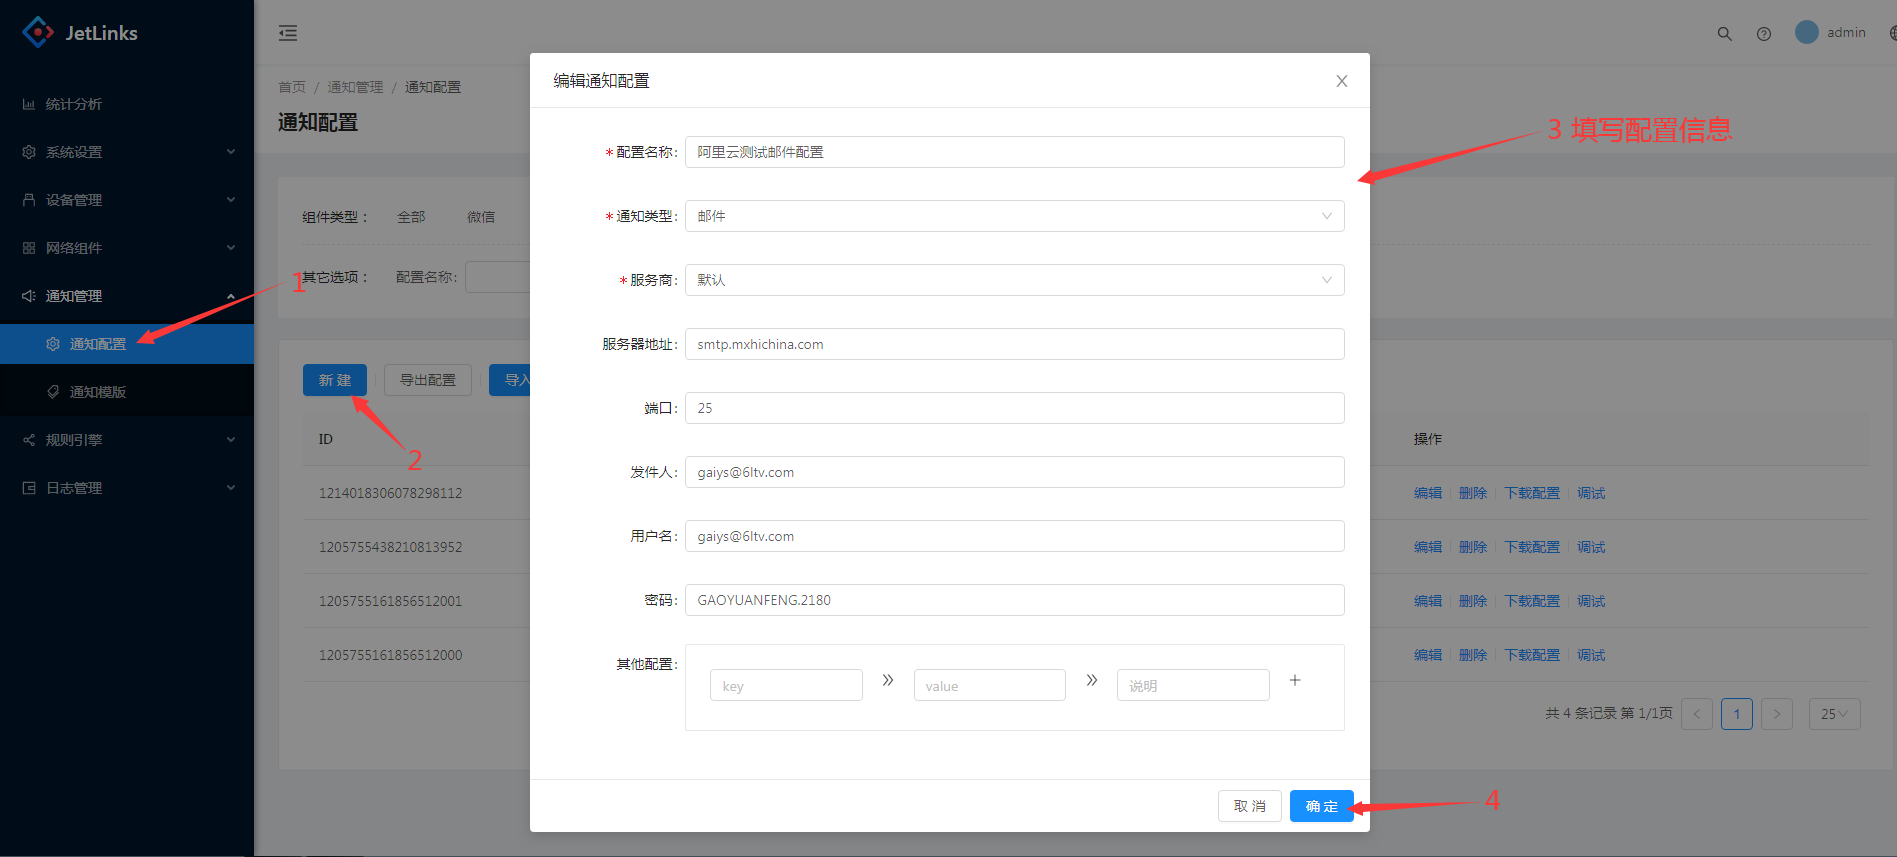 JetLinks
admin
统计分析
系统设置
设备管理
网络组件
通知管理
通知配置
通知模版
规则引擎
日志管理
首页 / 通知管理 / 通知配置
通知配置
组件类型 : 全部 微信
其它选项 : 配置名称:
新 建 导出配置 导入
ID 操作
1214018306078298112 编辑 删除 下载配置 调试
1205755438210813952 编辑 删除 下载配置 调试
1205755161856512001 编辑 删除 下载配置 调试
1205755161856512000 编辑 删除 下载配置 调试
共 4 条记录 第 1/1页 < 1 > 25
编辑通知配置
* 配置名称: 阿里云测试邮件配置
* 通知类型: 邮件
* 服务商: 默认
服务器地址: smtp.mxhichina.com
端口: 25
发件人: gaiys@6ltv.com
用户名: gaiys@6ltv.com
密码: GAOYUANFENG.2180
其他配置: key value 说明 +
取 消 确 定
1
2
3 填写配置信息
4